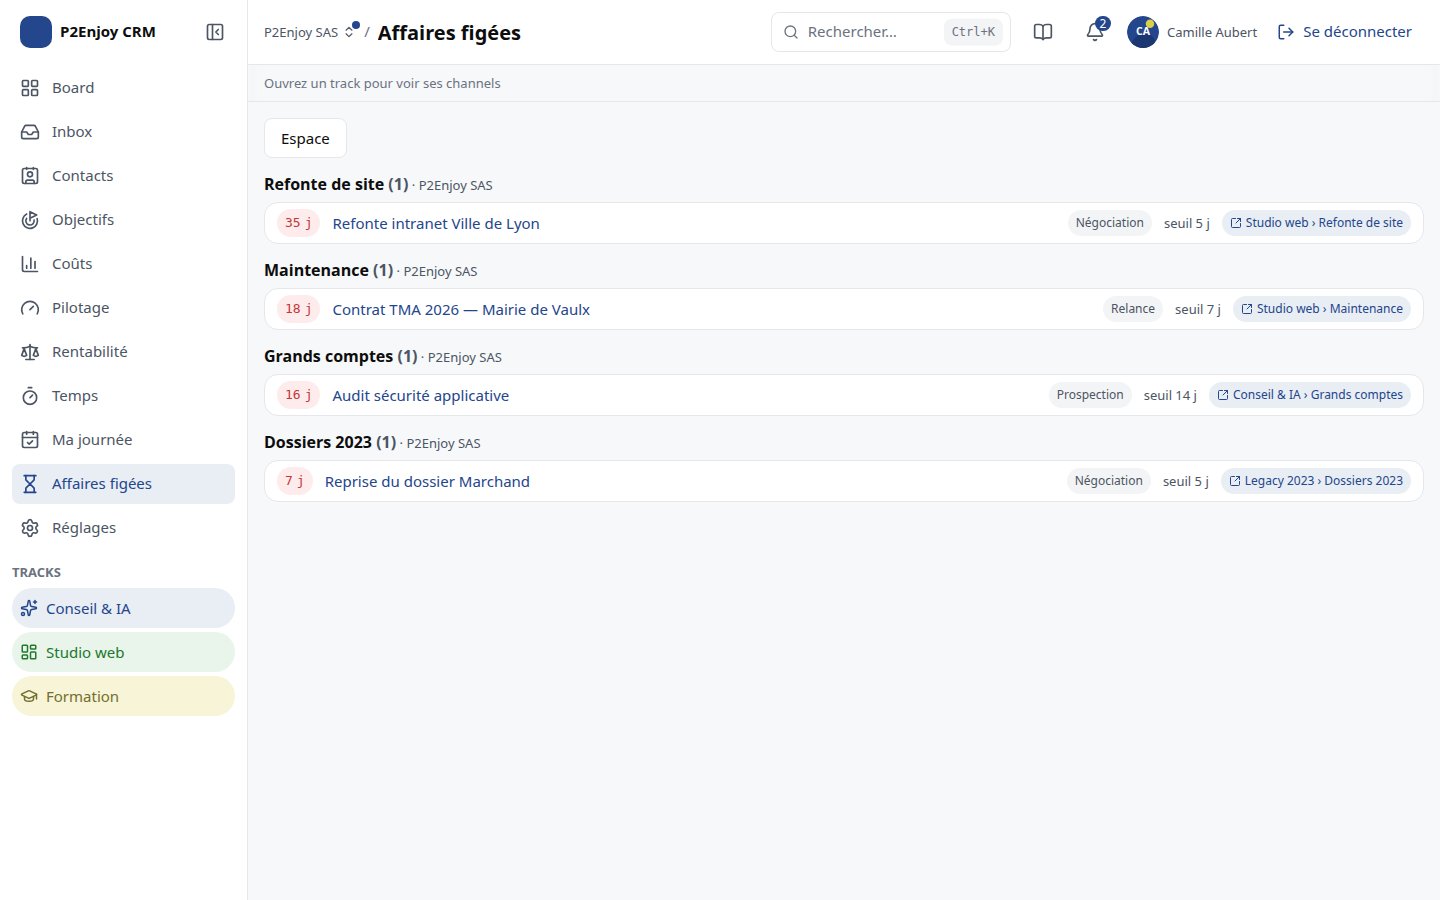 P2Enjoy CRM
Board
Inbox
Contacts
Objectifs
Coûts
Pilotage
Rentabilité
Temps
Ma journée
Affaires figées
Réglages
TRACKS
Conseil & IA
Studio web
Formation
P2Enjoy SAS / Affaires figées
Rechercher... Ctrl+K
2
CA Camille Aubert
Se déconnecter
Ouvrez un track pour voir ses channels
Espace
Refonte de site (1) · P2Enjoy SAS
35 j Refonte intranet Ville de Lyon Négociation seuil 5 j Studio web › Refonte de site
Maintenance (1) · P2Enjoy SAS
18 j Contrat TMA 2026 — Mairie de Vaulx Relance seuil 7 j Studio web › Maintenance
Grands comptes (1) · P2Enjoy SAS
16 j Audit sécurité applicative Prospection seuil 14 j Conseil & IA › Grands comptes
Dossiers 2023 (1) · P2Enjoy SAS
7 j Reprise du dossier Marchand Négociation seuil 5 j Legacy 2023 › Dossiers 2023